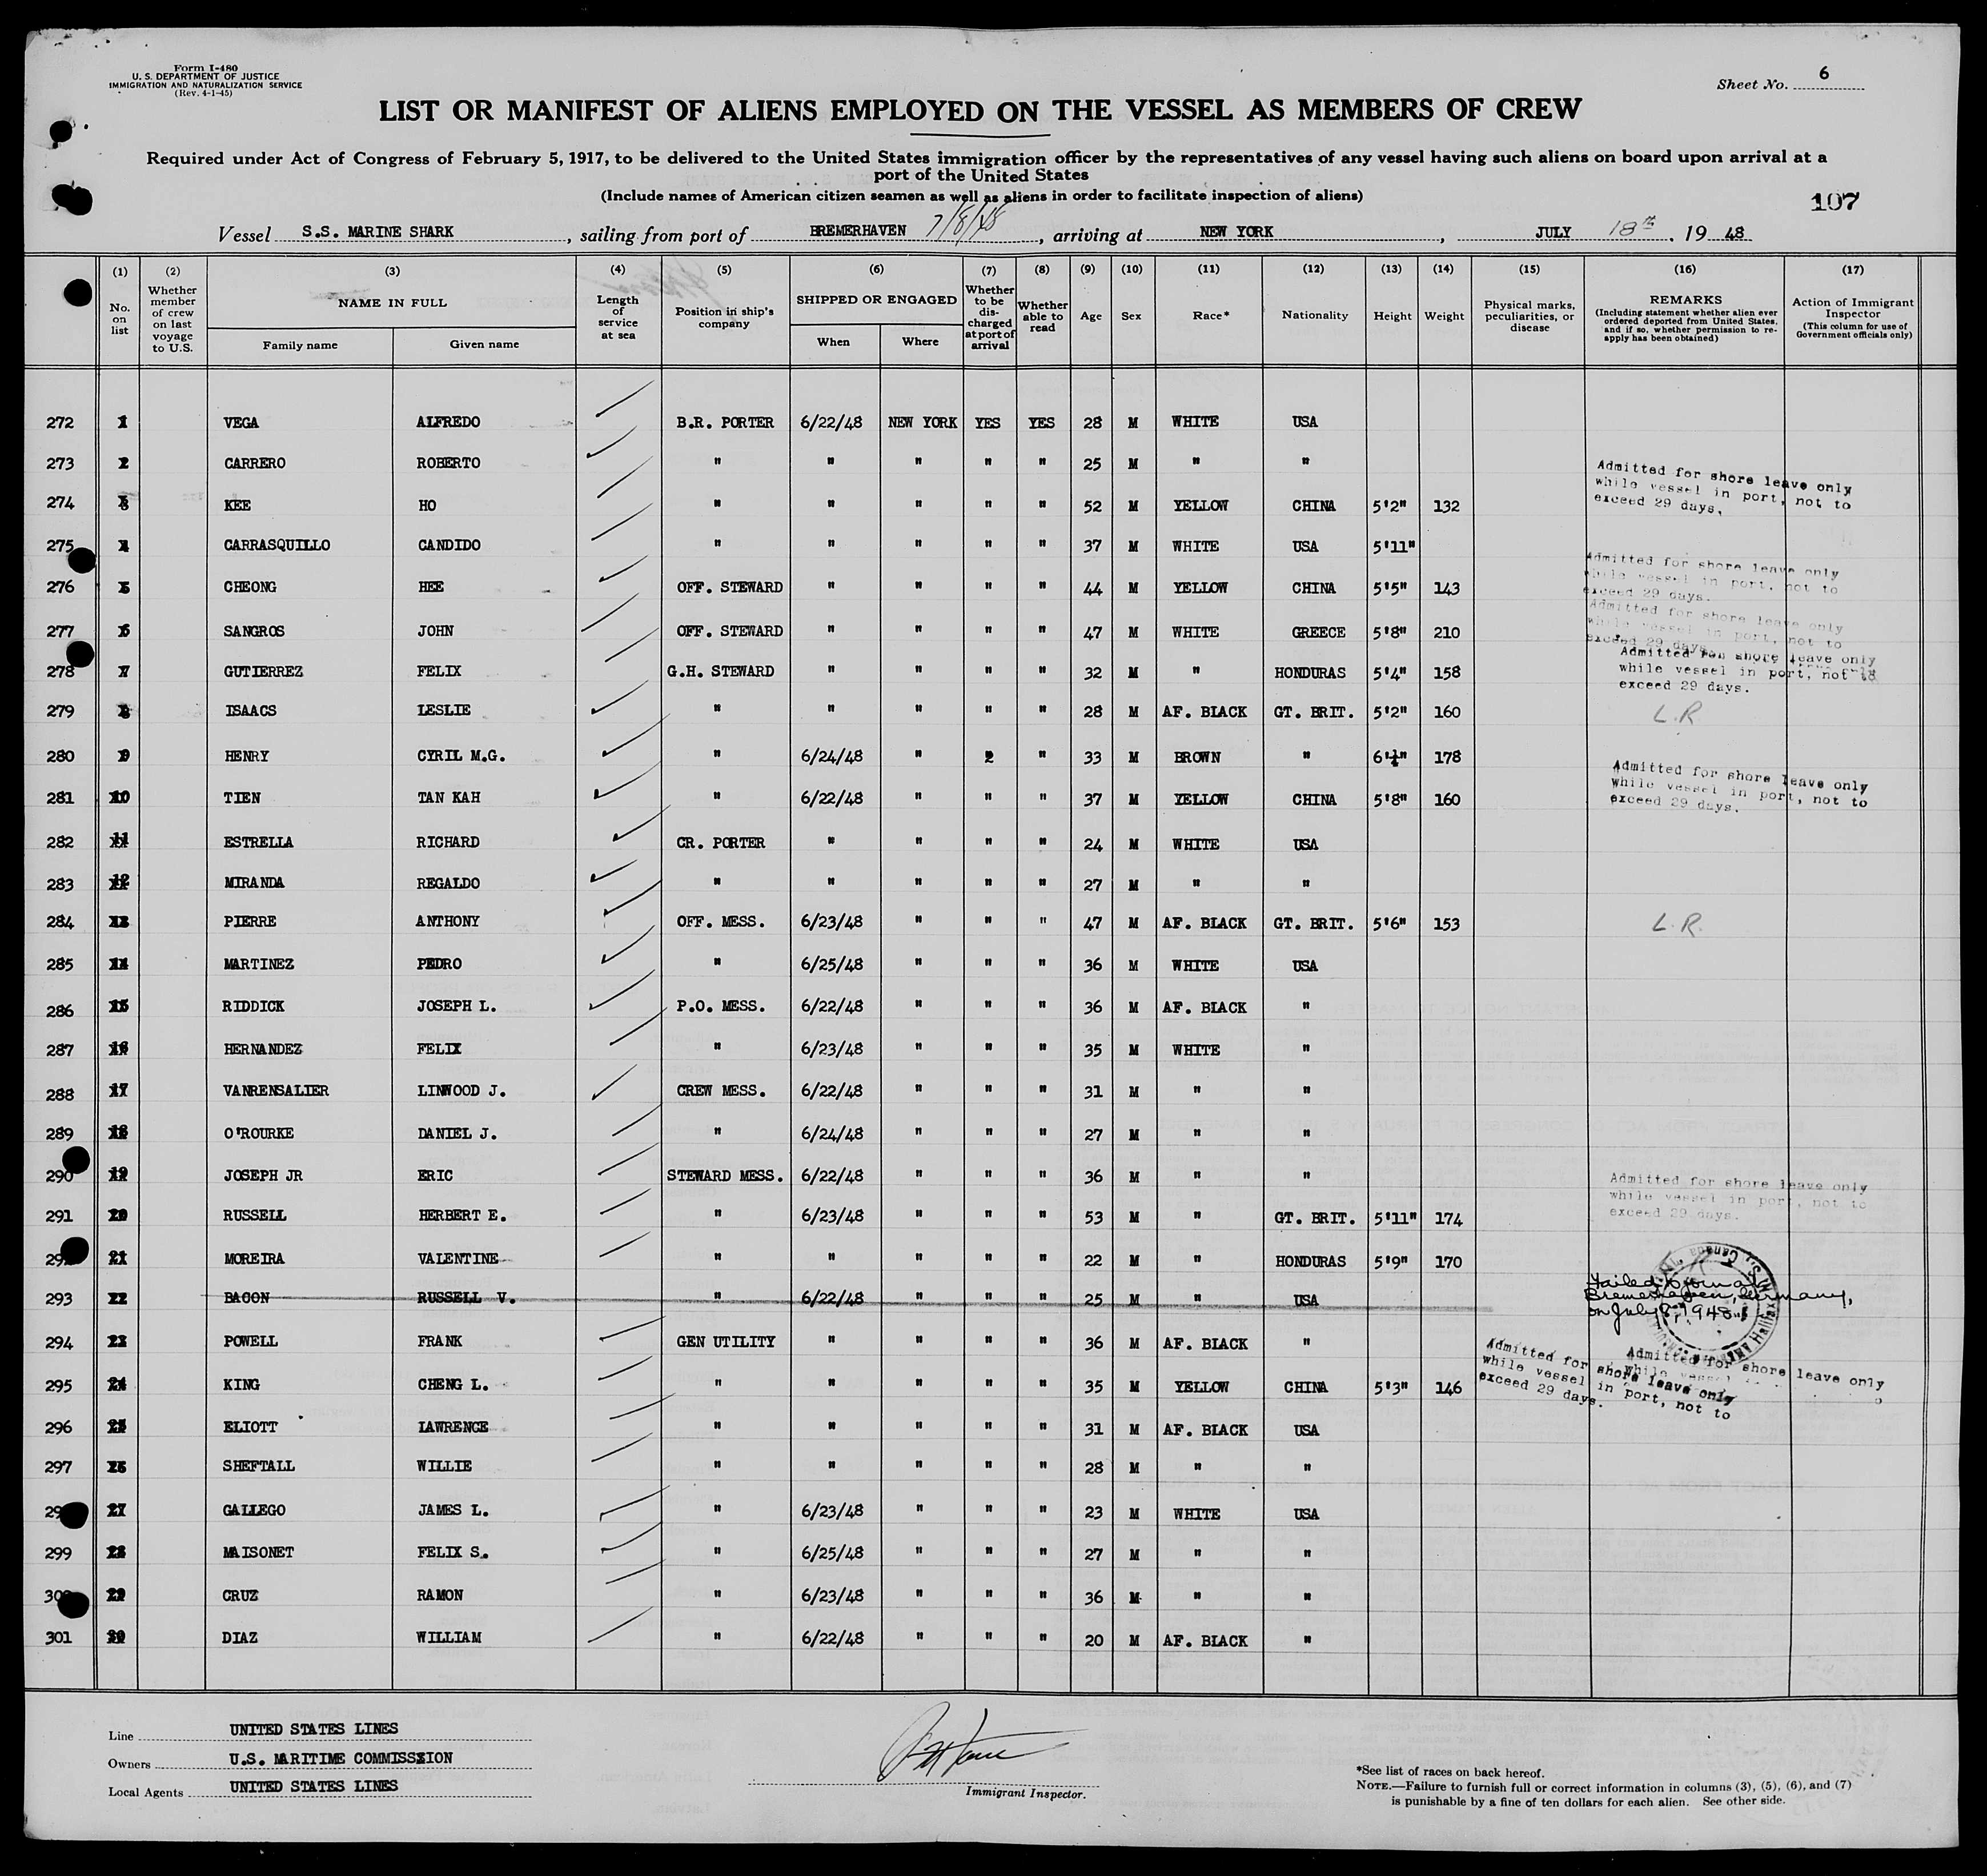 Form I-480
U. S. DEPARTMENT OF JUSTICE
IMMIGRATION AND NATURALIZATION SERVICE
(Rev. 4-1-45)
Sheet No. 6
LIST OR MANIFEST OF ALIENS EMPLOYED ON THE VESSEL AS MEMBERS OF CREW
Required under Act of Congress of February 5, 1917, to be delivered to the United States immigration officer by the representatives of any vessel having such aliens on board upon arrival at a
port of the United States
(Include names of American citizen seamen as well as aliens in order to facilitate inspection of aliens)
107
Vessel S.S. MARINE SHARK, sailing from port of BREMERHAVEN 7/8/48, arriving at NEW YORK, JULY 18th, 19 48
(1) (2) (3) (4) (5) (6) (7) (8) (9) (10) (11) (12) (13) (14) (15) (16) (17)
No. on list
Whether member of crew on last voyage to U.S.
NAME IN FULL
Family name Given name
Length of service at sea
Position in ship's company
SHIPPED OR ENGAGED
When Where
Whether to be discharged at port of arrival
Whether able to read
Age Sex Race* Nationality Height Weight
Physical marks, peculiarities, or disease
REMARKS
(Including statement whether alien ever ordered deported from United States, and if so, whether permission to reapply has been obtained)
Action of Immigrant Inspector
(This column for use of Government officials only)
272 1 VEGA ALFREDO B.R. PORTER 6/22/48 NEW YORK YES YES 28 M WHITE USA
273 2 CARRERO ROBERTO " " " " " 25 M " "
274 3 KEE HO " " " " " 52 M YELLOW CHINA 5'2" 132 Admitted for shore leave only while vessel in port, not to exceed 29 days.
275 4 CARRASQUILLO CANDIDO " " " " " 37 M WHITE USA 5'11"
276 5 CHEONG HEE OFF. STEWARD " " " " 44 M YELLOW CHINA 5'5" 143 Admitted for shore leave only while vessel in port, not to exceed 29 days.
277 6 SANGROS JOHN OFF. STEWARD " " " " 47 M WHITE GREECE 5'8" 210 Admitted for shore leave only while vessel in port, not to exceed 29 days.
278 7 GUTIERREZ FELIX G.H. STEWARD " " " " 32 M " HONDURAS 5'4" 158 Admitted for shore leave only while vessel in port, not to exceed 29 days.
279 8 ISAACS LESLIE " " " " " 28 M AF. BLACK GT. BRIT. 5'2" 160 L.R
280 9 HENRY CYRIL M.G. " 6/24/48 " " 33 M BROWN " 178
281 10 TIEN TAN KAH " 6/22/48 " " " 37 M YELLOW CHINA 5'8" 160 Admitted for shore leave only while vessel in port, not to exceed 29 days.
282 11 ESTRELLA RICHARD CR. PORTER " " " " 24 M WHITE USA
283 12 MIRANDA REGALDO " " " " " 27 M " "
284 13 PIERRE ANTHONY OFF. MESS. 6/23/48 " " " 47 M AF. BLACK GT. BRIT. 5'6" 153 L.R.
285 14 MARTINEZ PEDRO " 6/25/48 " " " 36 M WHITE USA
286 15 RIDDICK JOSEPH L. P.O. MESS. 6/22/48 " " " 36 M AF. BLACK "
287 16 HERNANDEZ FELIX " 6/23/48 " " " 35 M WHITE "
288 17 VANRENSALIER LINWOOD J. CREW MESS. 6/22/48 " " " 31 M " "
289 18 O'ROURKE DANIEL J. " 6/24/48 " " " 27 M " "
290 19 JOSEPH JR ERIC STEWARD MESS. 6/22/48 " " " 36 M " "
291 20 RUSSELL HERBERT E. " 6/23/48 " " " 53 M " GT. BRIT. 5'11" 174 Admitted for shore leave only while vessel in port, not to exceed 29 days.
292 21 MOREIRA VALENTINE " " " " " 22 M " HONDURAS 5'9" 170
293 22 BACON RUSSELL V. " 6/22/48 " " " 25 M " USA Failed to join at Bremerhaven, Germany, on July 8, 1948
294 23 POWELL FRANK GEN UTILITY " " " " 36 M AF. BLACK "
295 24 KING CHENG L. " " " " " 35 M YELLOW CHINA 5'3" 146 Admitted for shore leave only while vessel in port, not to exceed 29 days. Admitted for shore leave only while vessel
296 25 ELIOTT LAWRENCE " " " " " 31 M AF. BLACK USA
297 26 SHEFTALL WILLIE " " " " " 28 M " "
298 27 GALLEGO JAMES L. " 6/23/48 " " " 23 M WHITE USA
299 28 MAISONET FELIX S. " 6/25/48 " " " 27 M " "
300 29 CRUZ RAMON " 6/23/48 " " " 36 M " "
301 30 DIAZ WILLIAM " 6/22/48 " " " 20 M AF. BLACK "
Line UNITED STATES LINES
Owners U.S. MARITIME COMMISSSION
Local Agents UNITED STATES LINES
Immigrant Inspector.
*See list of races on back hereof.
NOTE.—Failure to furnish full or correct information in columns (3), (5), (6), and (7)
is punishable by a fine of ten dollars for each alien. See other side.